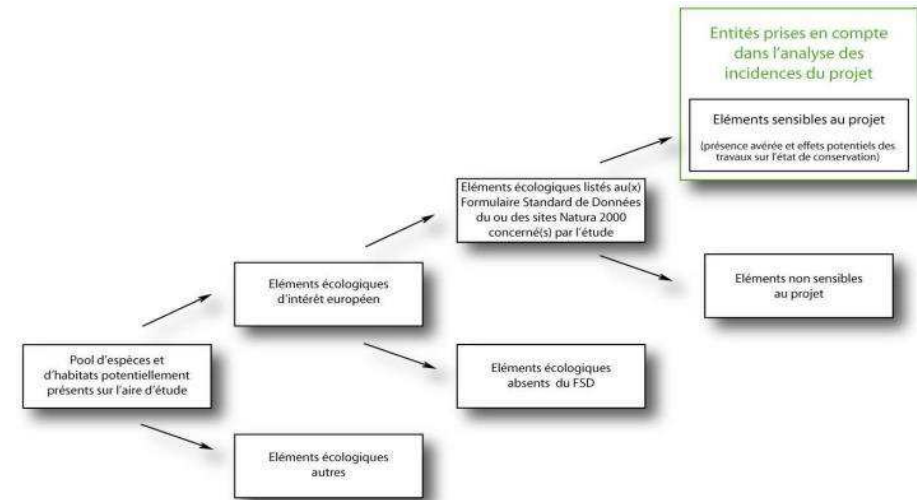 Entités prises en compte
dans l'analyse des
incidences du projet
Eléments sensibles au projet
(présence avérée et effets potentiels des
travaux sur l'état de conservation)
Eléments écologiques listés au(x)
Formulaire Standard de Données
du ou des sites Natura 2000
concerné(s) par l'étude
Eléments écologiques
d'intérêt européen
Eléments non sensibles
au projet
Pool d'espèces et
d'habitats potentiellement
présents sur l'aire d'étude
Eléments écologiques
absents du FSD
Eléments écologiques
autres